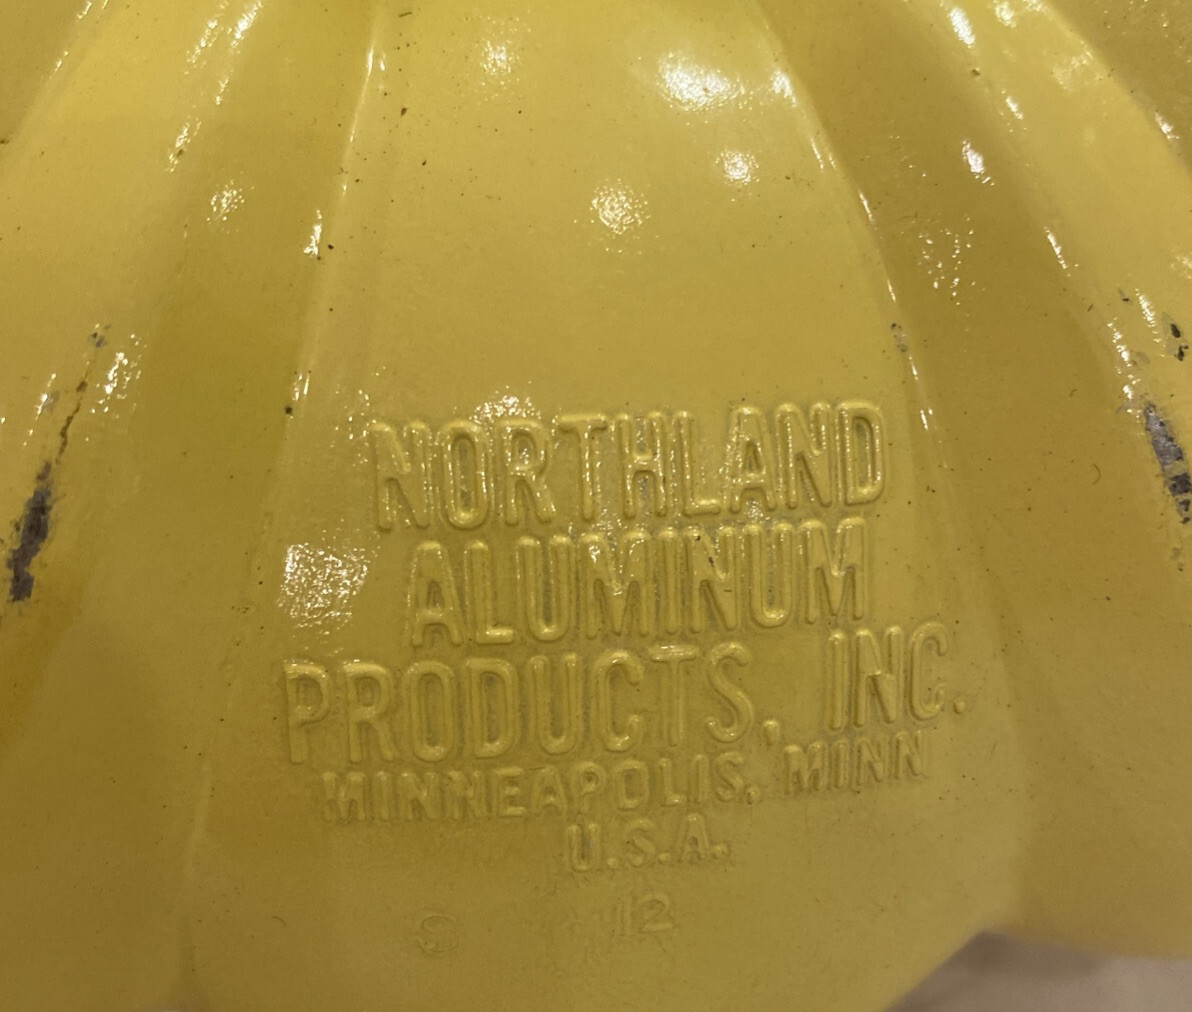 NORTHLAND
ALUMINUM
PRODUCTS, INC.
MINNEAPOLIS, MINN
U.S.A.
S 12